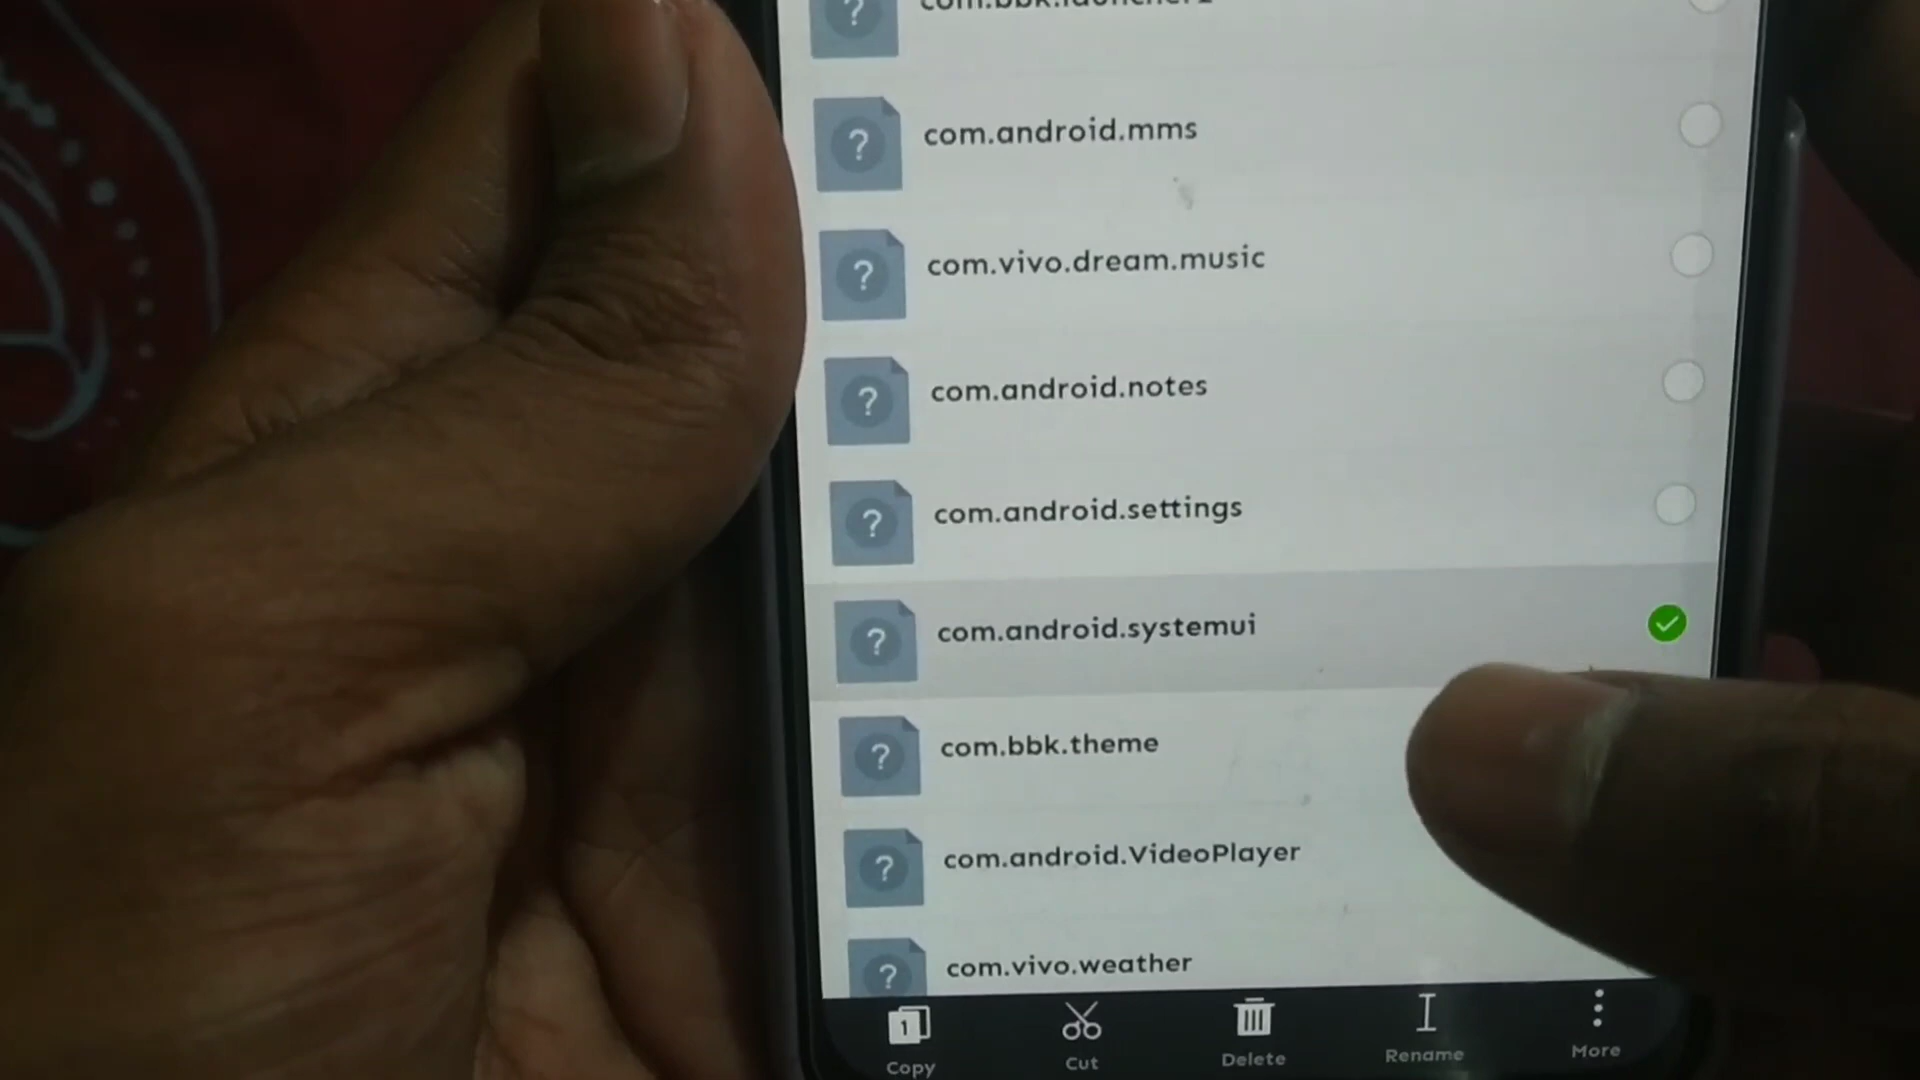 com.android.mms
com.vivo.dream.music
com.android.notes
com.android.settings
com.android.systemui
com.bbk.theme
com.android.VideoPlayer
com.vivo.weather
1
Copy
Cut
Delete
Rename
More